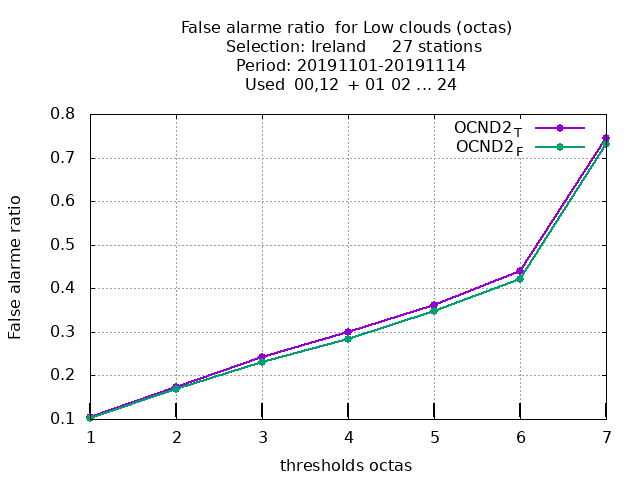 False alarme ratio  for Low clouds (octas)
Selection: Ireland     27 stations
Period: 20191101-20191114
Used  00,12  + 01 02 ... 24
OCND2_T
OCND2_F
False alarme ratio
0.8
0.7
0.6
0.5
0.4
0.3
0.2
0.1
1 2 3 4 5 6 7
thresholds octas